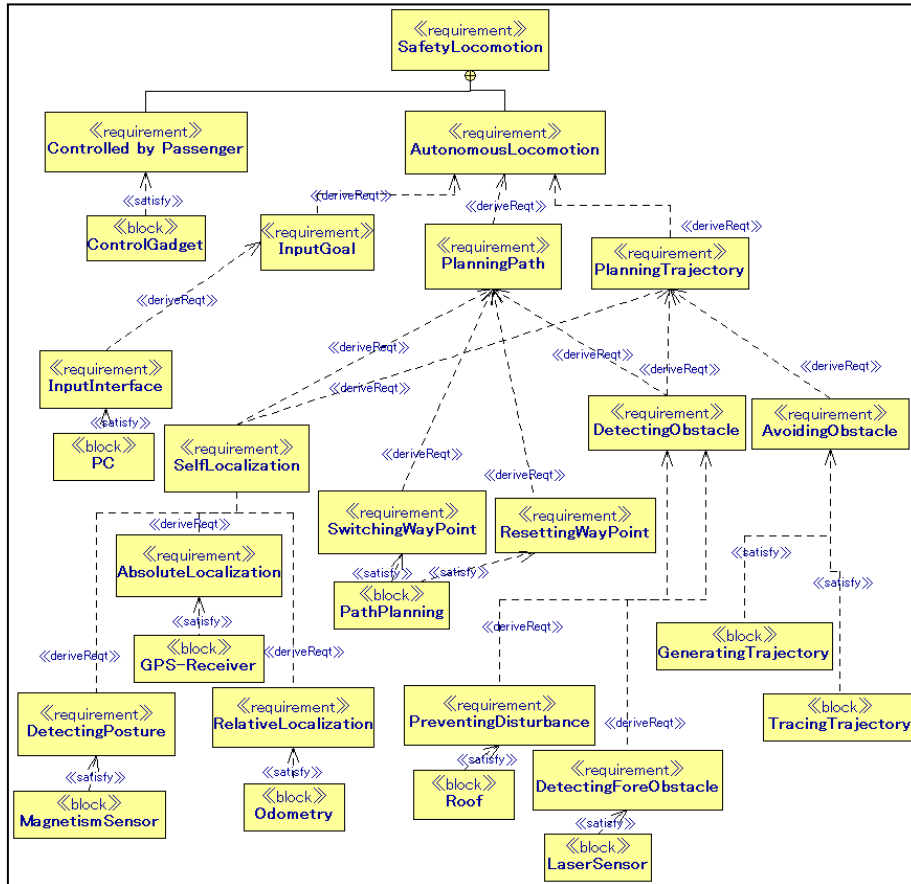 ≪requirement≫
SafetyLocomotion
≪requirement≫
Controlled by Passenger
≪requirement≫
AutonomousLocomotion
≪satisfy≫
≪deriveReqt≫
≪deriveReqt≫
≪deriveReqt≫
≪block≫
ControlGadget
≪requirement≫
InputGoal
≪requirement≫
PlanningPath
≪requirement≫
PlanningTrajectory
≪deriveReqt≫
≪deriveReqt≫
≪deriveReqt≫
≪deriveReqt≫
≪deriveReqt≫
≪deriveReqt≫
≪requirement≫
InputInterface
≪satisfy≫
≪block≫
PC
≪requirement≫
SelfLocalization
≪requirement≫
DetectingObstacle
≪requirement≫
AvoidingObstacle
≪deriveReqt≫
≪deriveReqt≫
≪requirement≫
SwitchingWayPoint
≪requirement≫
ResettingWayPoint
≪deriveReqt≫
≪requirement≫
AbsoluteLocalization
≪satisfy≫
≪satisfy≫
≪block≫
PathPlanning
≪satisfy≫
≪satisfy≫
≪satisfy≫
≪block≫
GPS-Receiver
≪deriveReqt≫
≪deriveReqt≫
≪deriveReqt≫
≪block≫
GeneratingTrajectory
≪requirement≫
DetectingPosture
≪requirement≫
RelativeLocalization
≪requirement≫
PreventingDisturbance
≪deriveReqt≫
≪block≫
TracingTrajectory
≪satisfy≫
≪satisfy≫
≪satisfy≫
≪block≫
MagnetismSensor
≪block≫
Odometry
≪block≫
Roof
≪requirement≫
DetectingForeObstacle
≪satisfy≫
≪block≫
LaserSensor